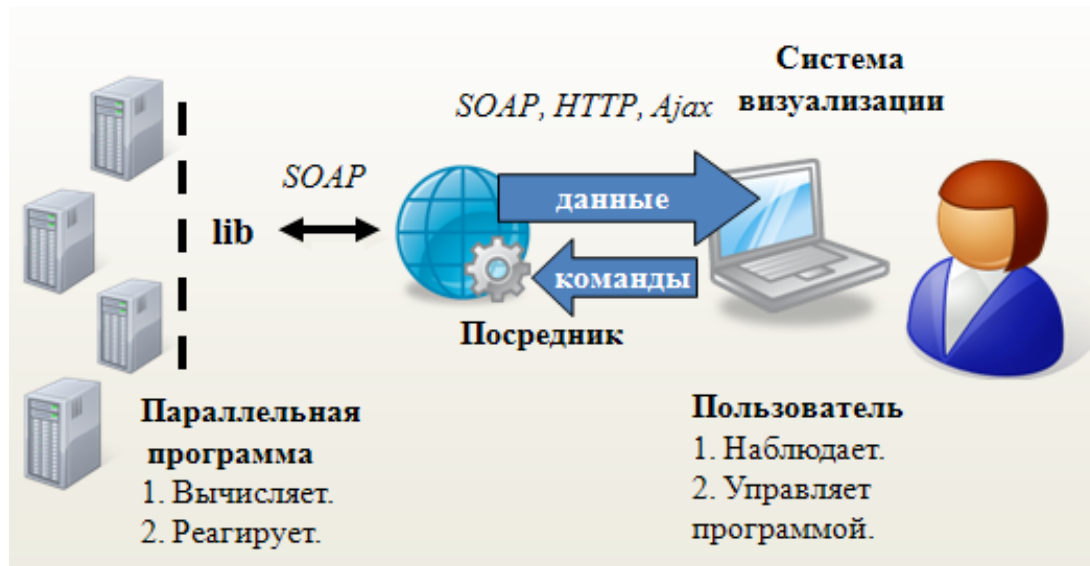 Система
визуализации
SOAP, HTTP, Ajax
SOAP
данные
lib
команды
Посредник
Параллельная
программа
1. Вычисляет.
2. Реагирует.
Пользователь
1. Наблюдает.
2. Управляет
программой.